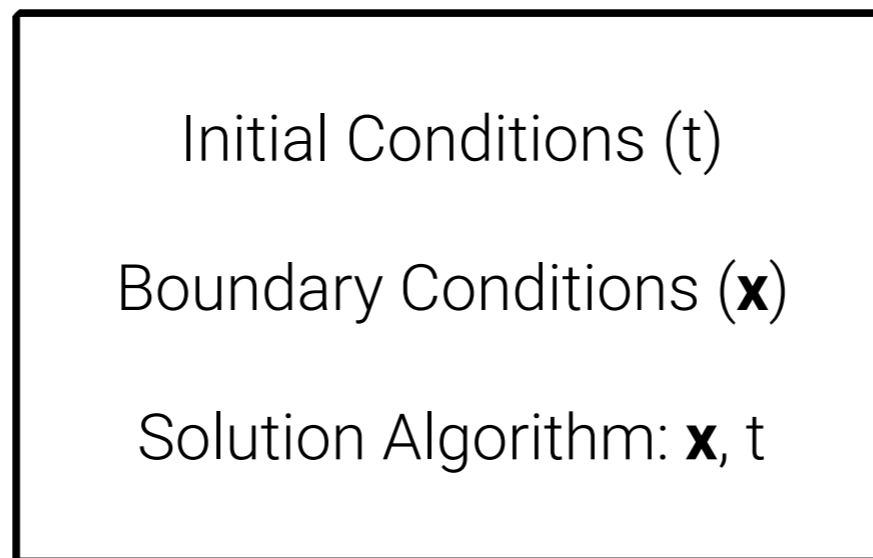 Initial Conditions (t)
Boundary Conditions (x)
Solution Algorithm: x, t